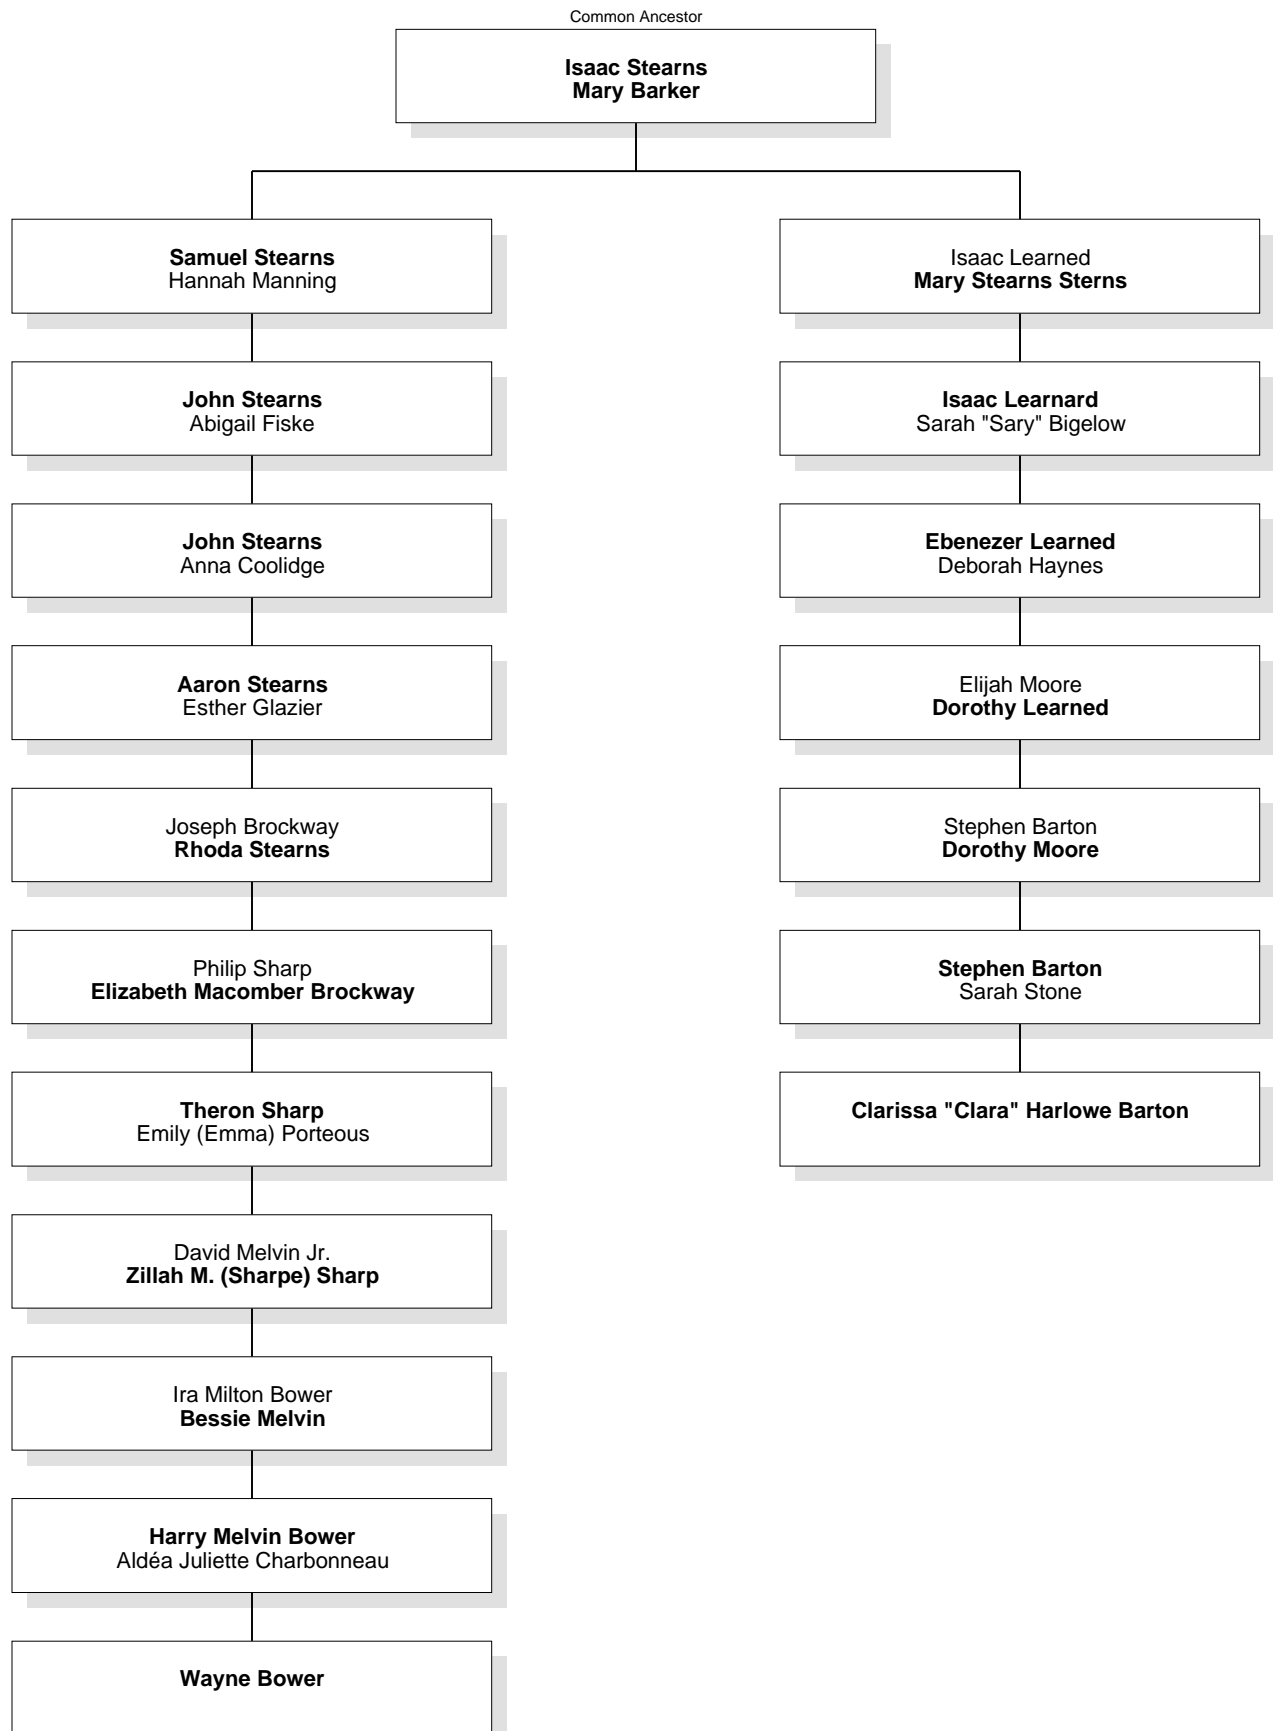 Common Ancestor
Isaac Stearns
Mary Barker
Samuel Stearns
Hannah Manning
Isaac Learned
Mary Stearns Sterns
John Stearns
Abigail Fiske
Isaac Learnard
Sarah "Sary" Bigelow
John Stearns
Anna Coolidge
Ebenezer Learned
Deborah Haynes
Aaron Stearns
Esther Glazier
Elijah Moore
Dorothy Learned
Joseph Brockway
Rhoda Stearns
Stephen Barton
Dorothy Moore
Philip Sharp
Elizabeth Macomber Brockway
Stephen Barton
Sarah Stone
Theron Sharp
Emily (Emma) Porteous
Clarissa "Clara" Harlowe Barton
David Melvin Jr.
Zillah M. (Sharpe) Sharp
Ira Milton Bower
Bessie Melvin
Harry Melvin Bower
Aldéa Juliette Charbonneau
Wayne Bower